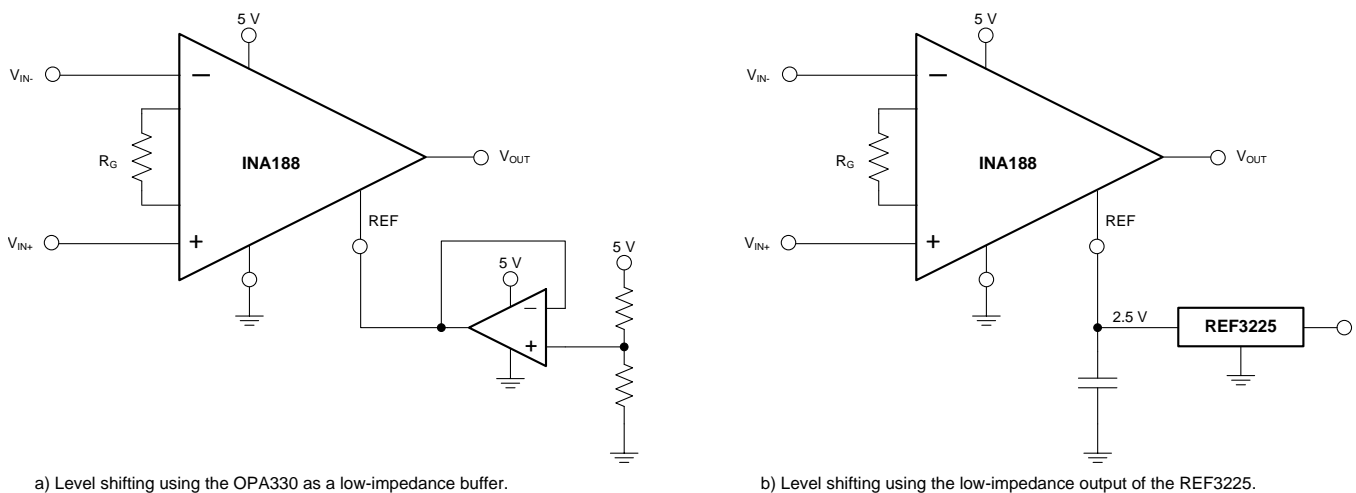 5 V
V_IN-
−
R_G
INA188
V_OUT
REF
V_IN+
+
5 V
5 V
−
+
a) Level shifting using the OPA330 as a low-impedance buffer.
5 V
V_IN-
−
R_G
INA188
V_OUT
REF
V_IN+
+
2.5 V
REF3225
b) Level shifting using the low-impedance output of the REF3225.